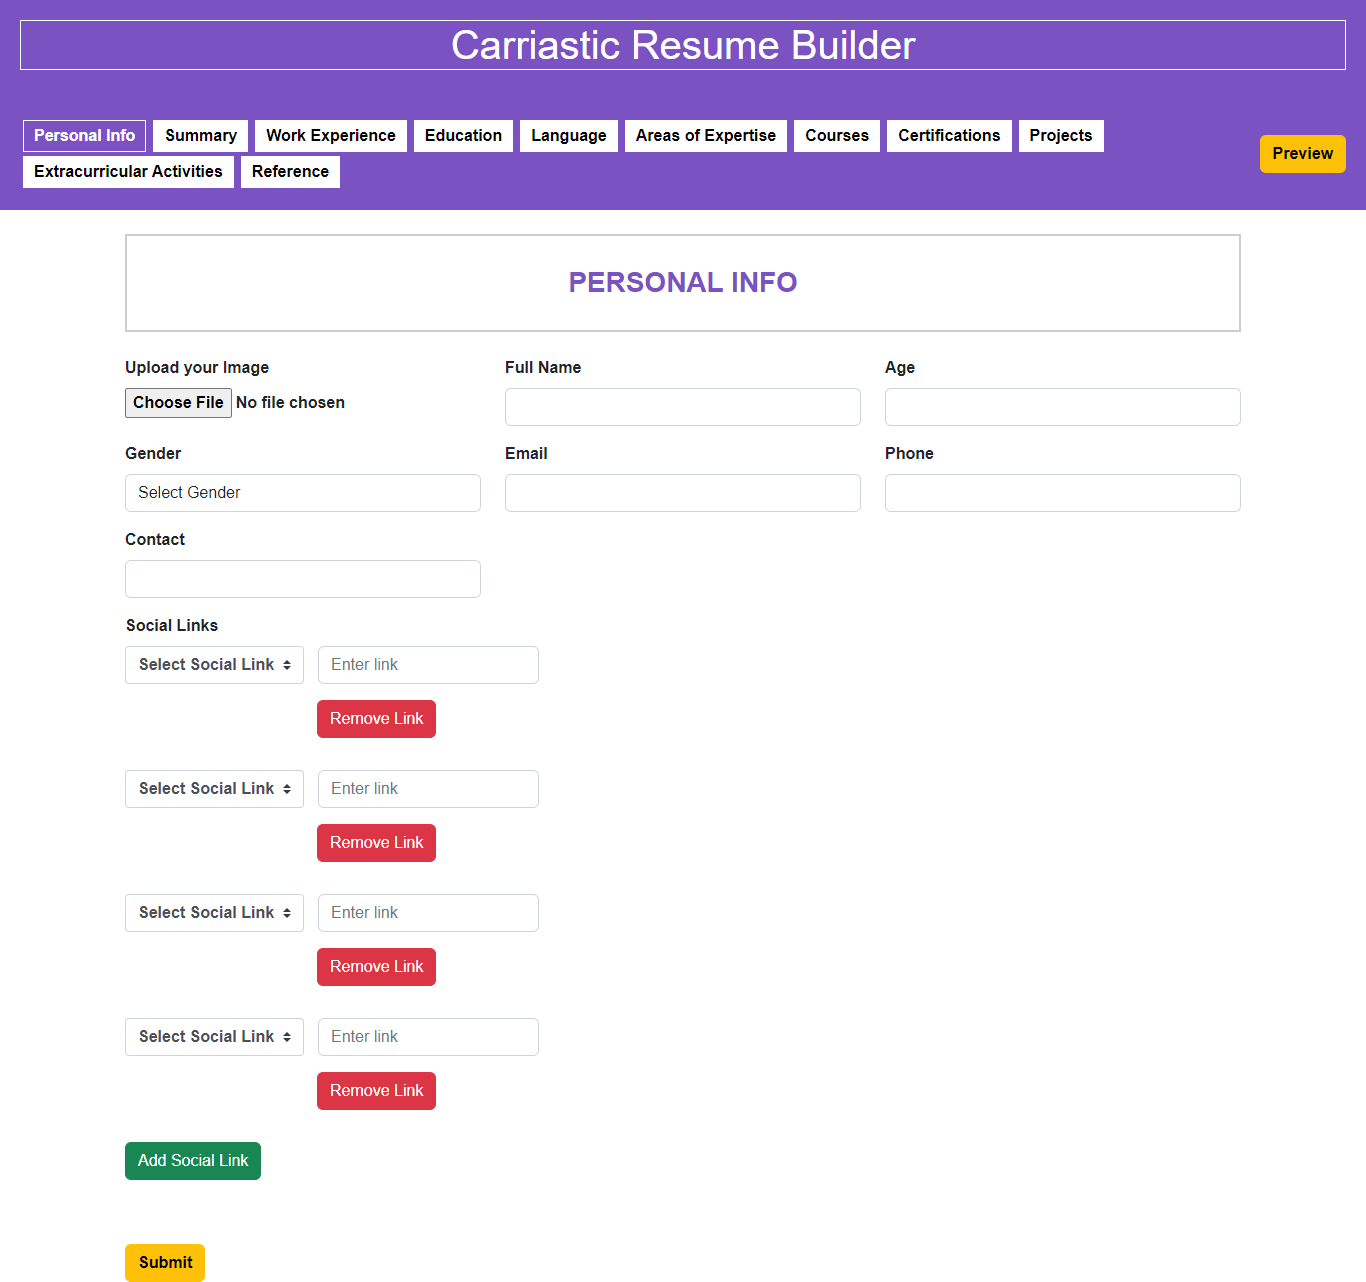 Carriastic Resume Builder
Personal Info Summary Work Experience Education Language Areas of Expertise Courses Certifications Projects
Extracurricular Activities Reference
Preview
PERSONAL INFO
Upload your Image Full Name Age
Choose File No file chosen
Gender Email Phone
Select Gender
Contact
Social Links
Select Social Link Enter link
Remove Link
Select Social Link Enter link
Remove Link
Select Social Link Enter link
Remove Link
Select Social Link Enter link
Remove Link
Add Social Link
Submit